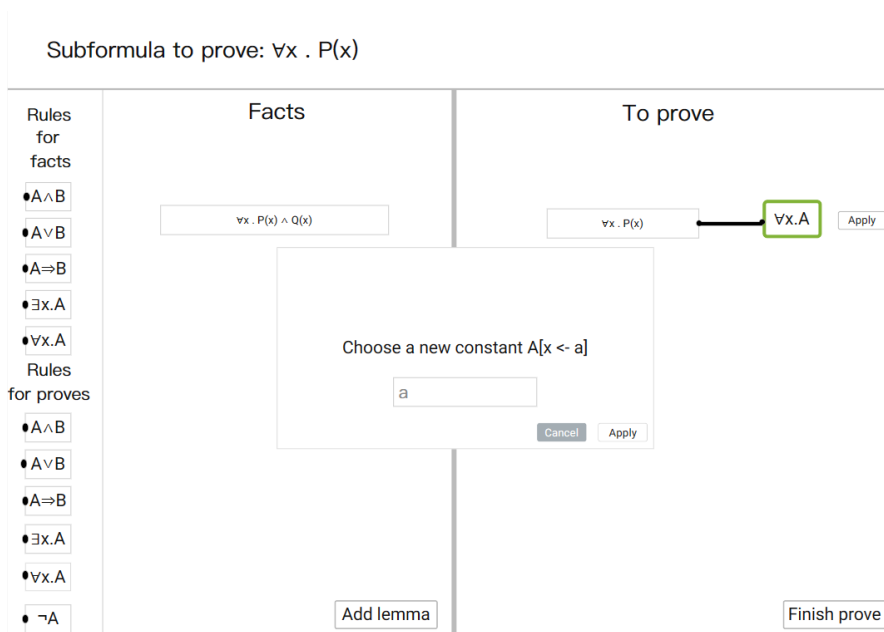 Subformula to prove: ∀x . P(x)
Rules
for
facts
A∧B
A∨B
A⇒B
∃x.A
∀x.A
Rules
for proves
A∧B
A∨B
A⇒B
∃x.A
∀x.A
¬A
Facts
∀x . P(x) ∧ Q(x)
To prove
∀x . P(x)
∀x.A
Apply
Choose a new constant A[x <- a]
a
Cancel
Apply
Add lemma
Finish prove